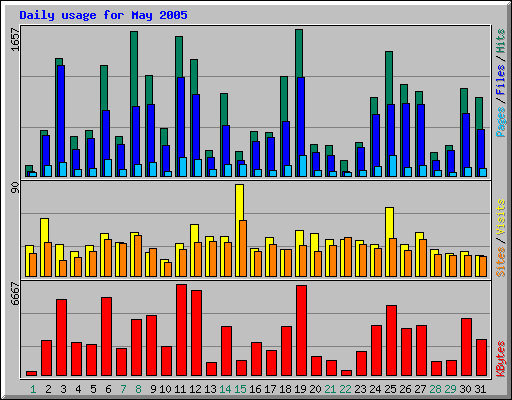 Daily usage for May 2005
1657
Pages / Files / Hits
90
Sites / Visits
6667
KBytes
1 2 3 4 5 6 7 8 9 10 11 12 13 14 15 16 17 18 19 20 21 22 23 24 25 26 27 28 29 30 31